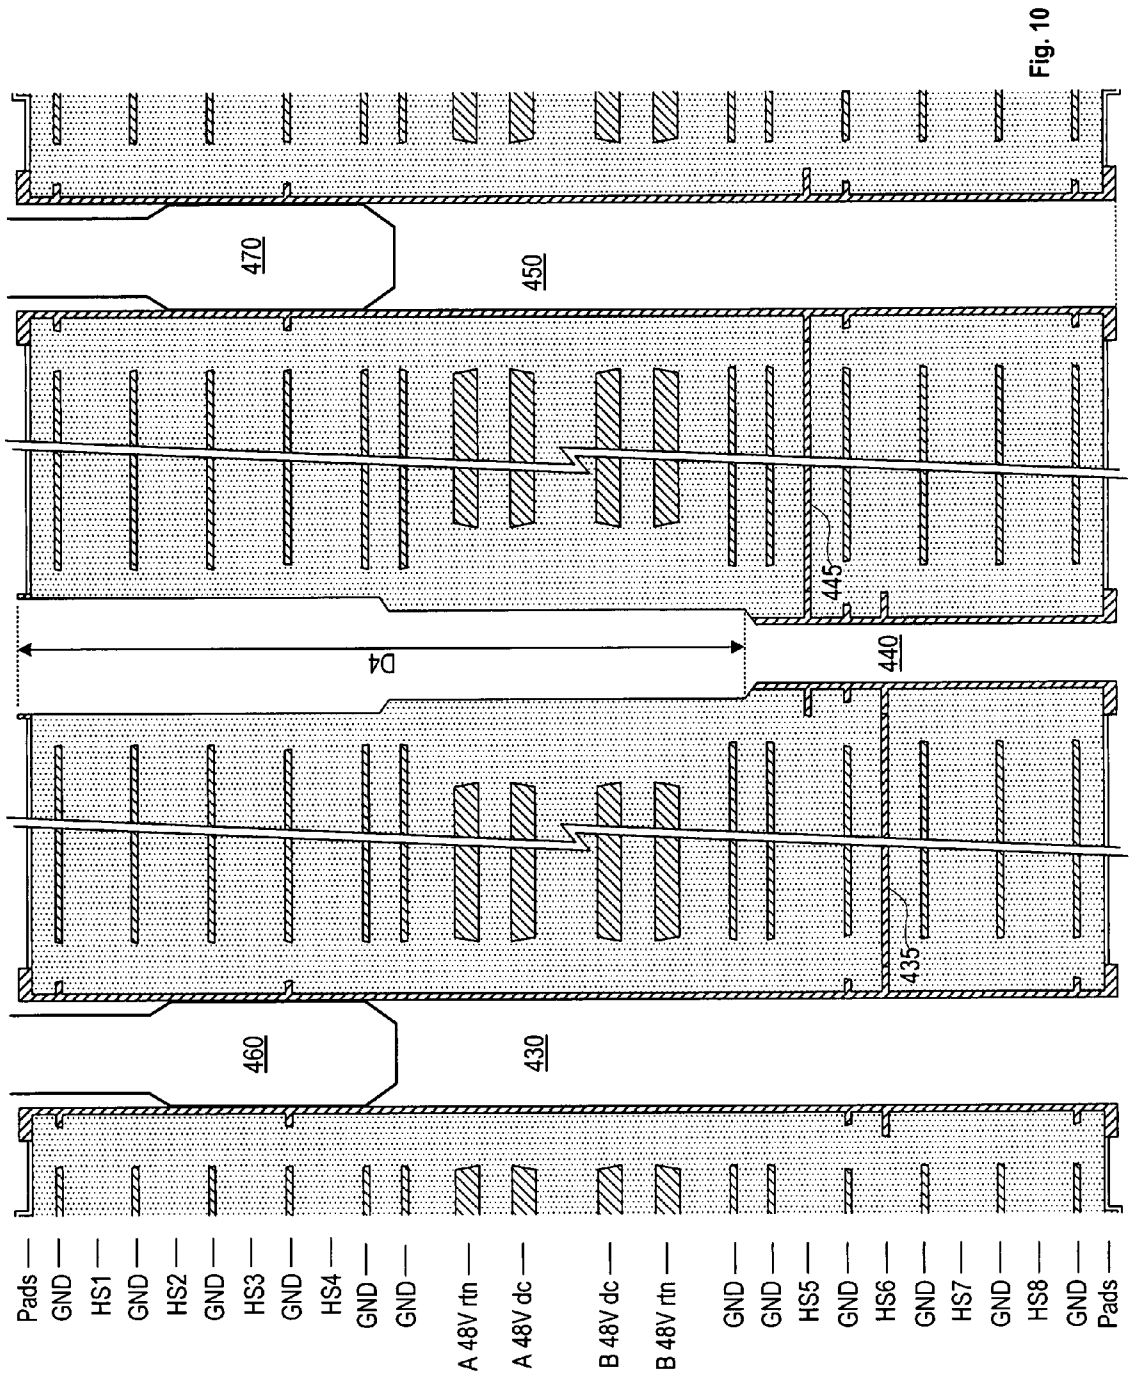 Fig. 10
470
450
D4
440
445
435
460
430
Pads
GND
HS1
GND
HS2
GND
HS3
GND
HS4
GND
GND
A 48V rtn
A 48V dc
B 48V dc
B 48V rtn
GND
GND
HS5
GND
HS6
GND
HS7
GND
HS8
GND
Pads